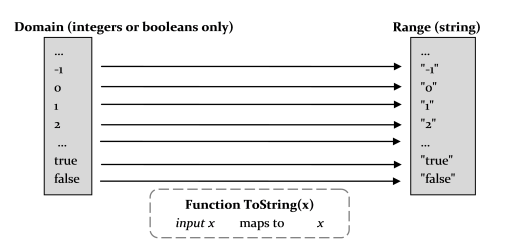 Domain (integers or booleans only)
...
-1
0
1
2
...
true
false
Range (string)
...
"-1"
"0"
"1"
"2"
...
"true"
"false"
Function ToString(x)
input x maps to x